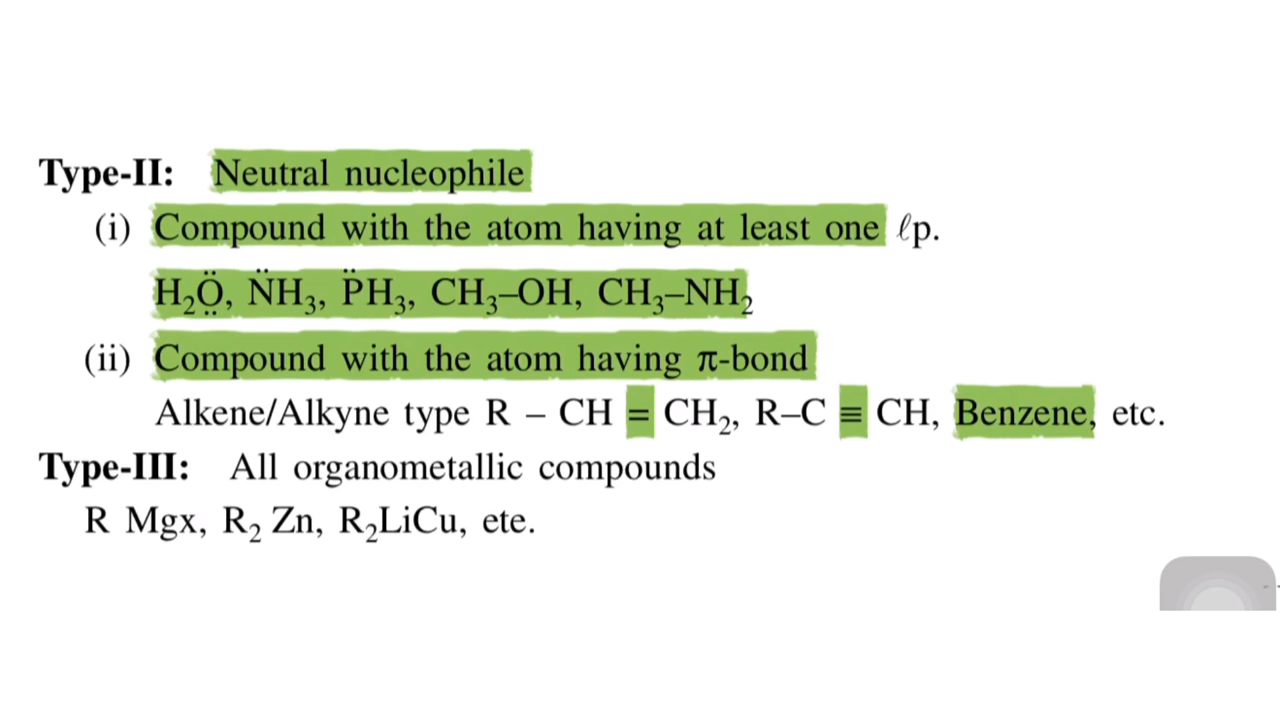 Type-II: Neutral nucleophile
(i) Compound with the atom having at least one ℓp.
H₂Ö̤, N̈H₃, P̈H₃, CH₃–OH, CH₃–NH₂
(ii) Compound with the atom having π-bond
Alkene/Alkyne type R – CH = CH₂, R–C ≡ CH, Benzene, etc.
Type-III: All organometallic compounds
R Mgx, R₂ Zn, R₂LiCu, ete.